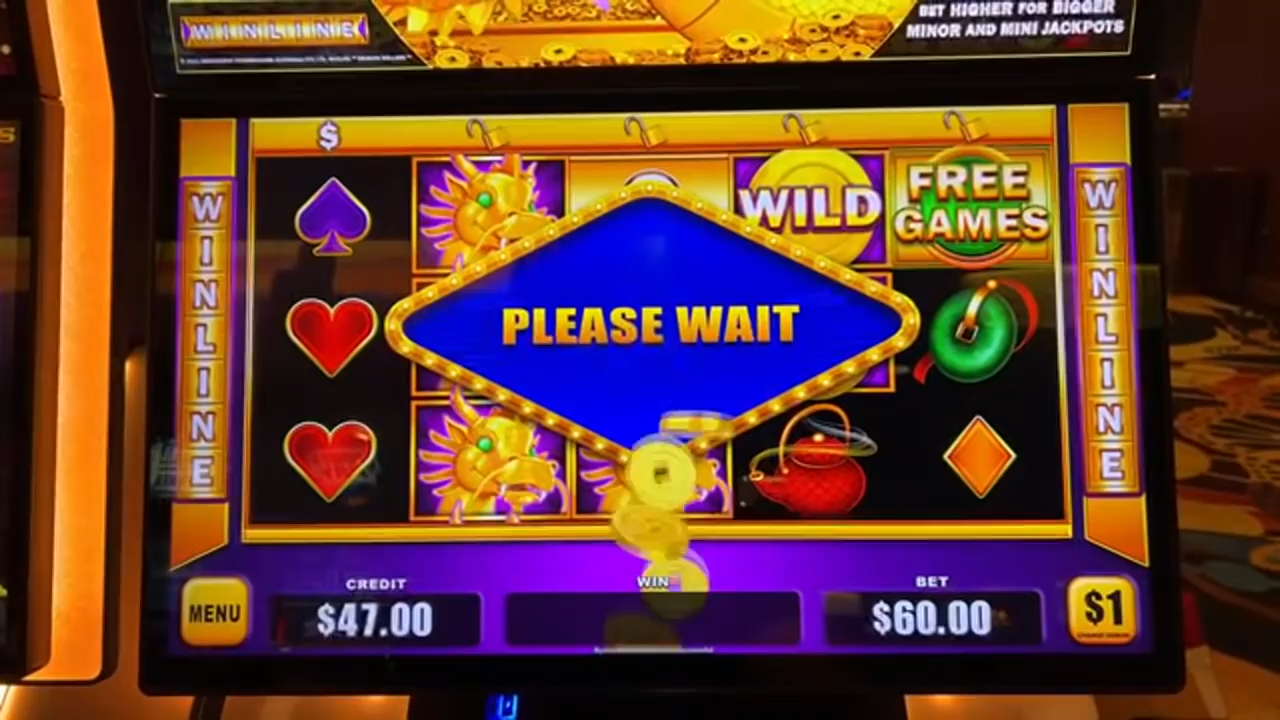 WINLINE
BET HIGHER FOR BIGGER
MINOR AND MINI JACKPOTS
$
WINLINE
WILD
FREE
GAMES
WINLINE
PLEASE WAIT
CREDIT
WIN
BET
MENU
$47.00
$60.00
$1